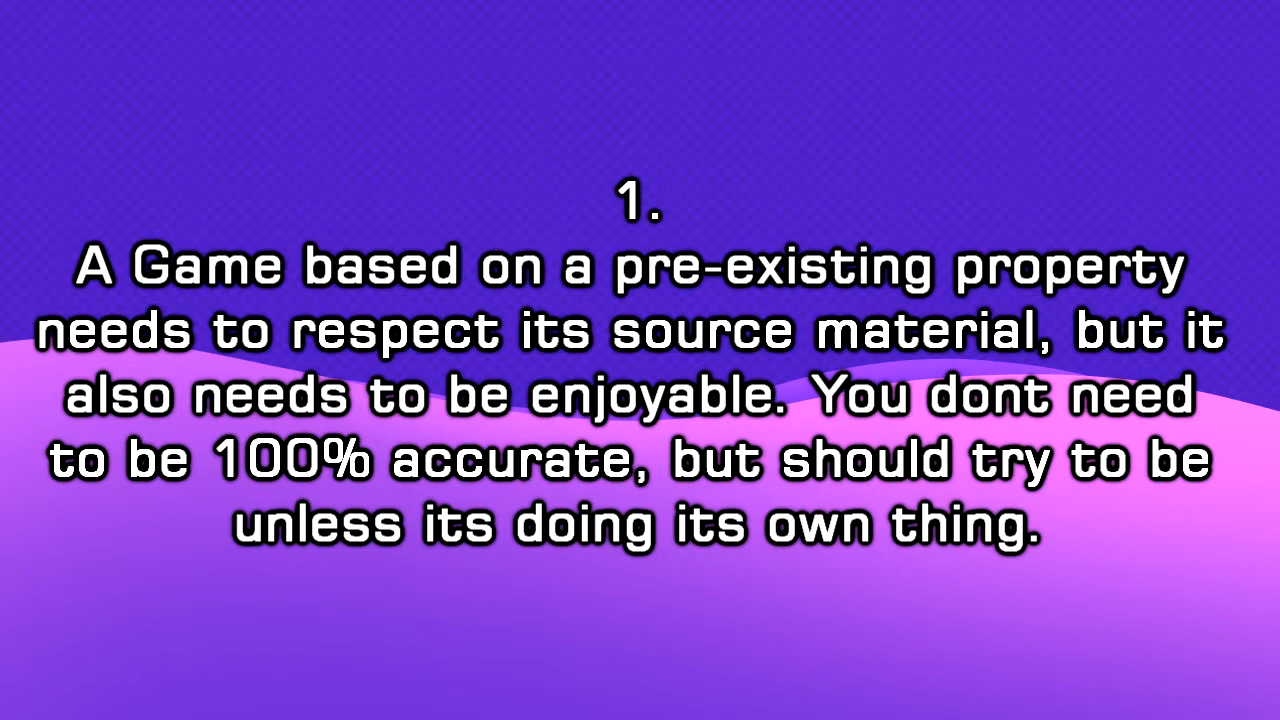 1.
A Game based on a pre-existing property
needs to respect its source material, but it
also needs to be enjoyable. You dont need
to be 100% accurate, but should try to be
unless its doing its own thing.